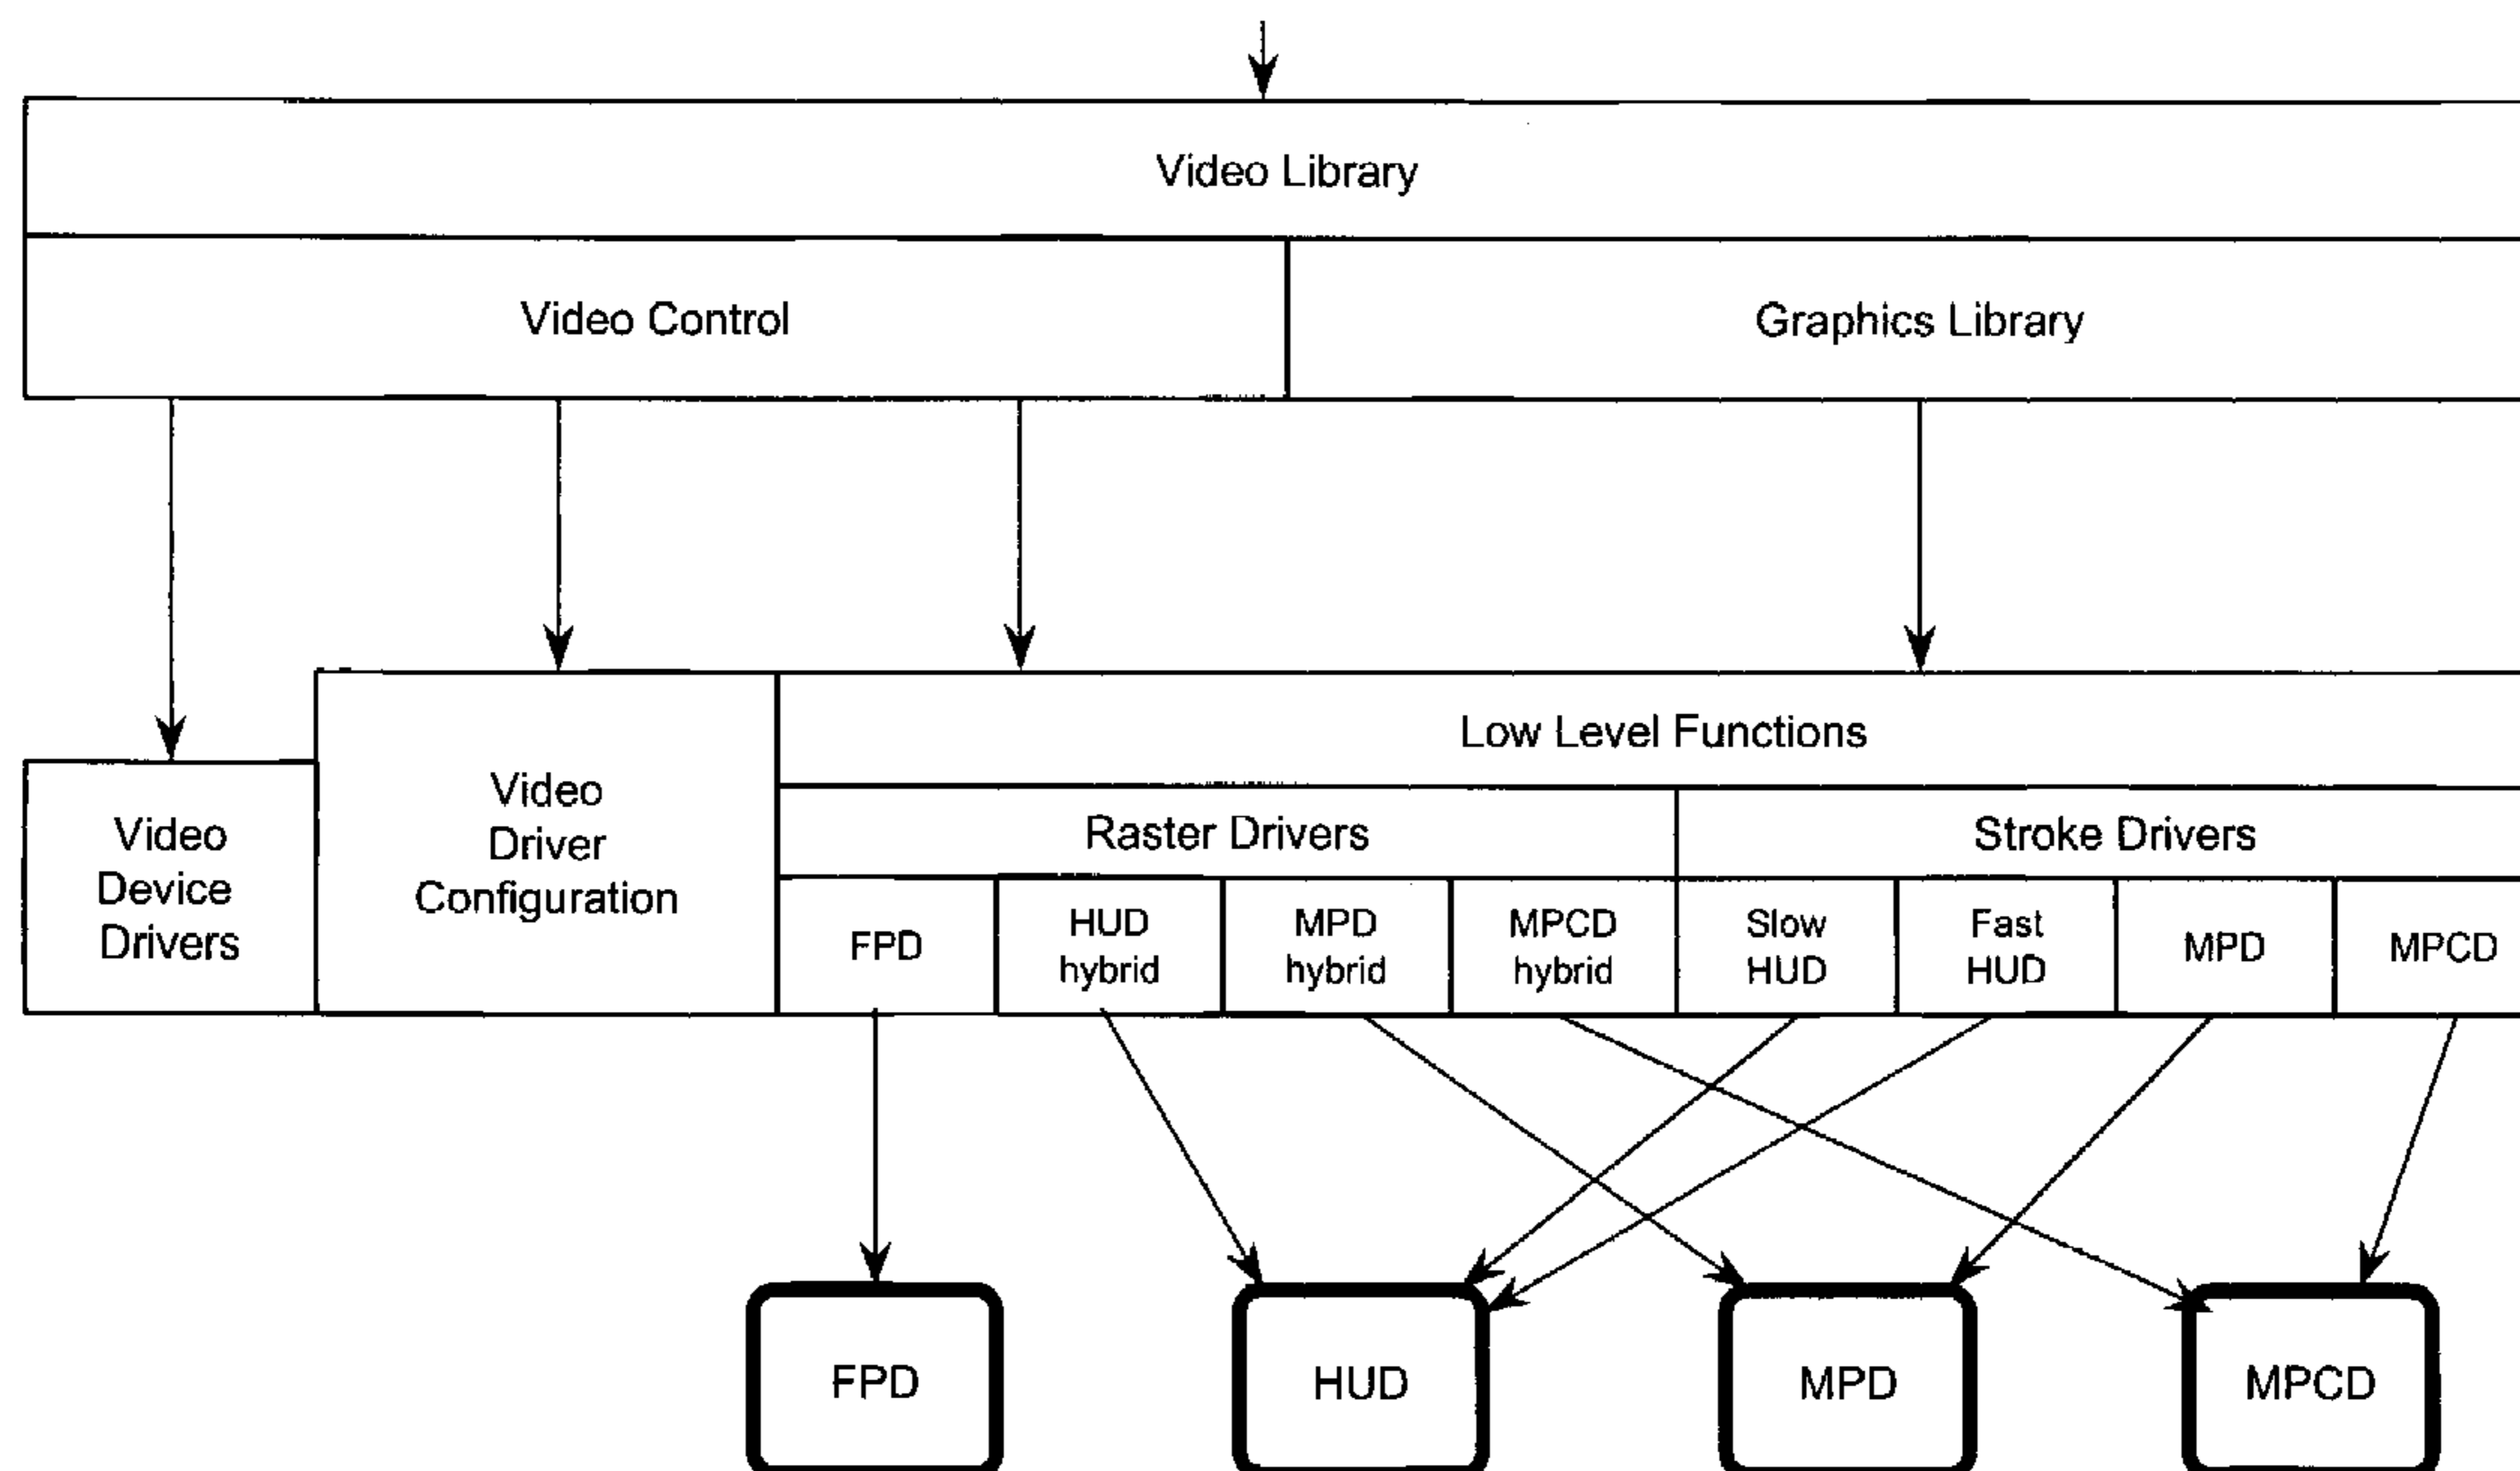 Video Library
Video Control
Graphics Library
Low Level Functions
Video
Driver
Configuration
Video
Device
Drivers
Raster Drivers
Stroke Drivers
FPD
HUD
hybrid
MPD
hybrid
MPCD
hybrid
Slow
HUD
Fast
HUD
MPD
MPCD
FPD
HUD
MPD
MPCD